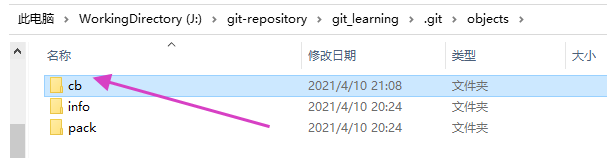 此电脑 › WorkingDirectory (J:) › git-repository › git_learning › .git › objects ›
名称 修改日期 类型 大小
cb 2021/4/10 21:08 文件夹
info 2021/4/10 20:24 文件夹
pack 2021/4/10 20:24 文件夹